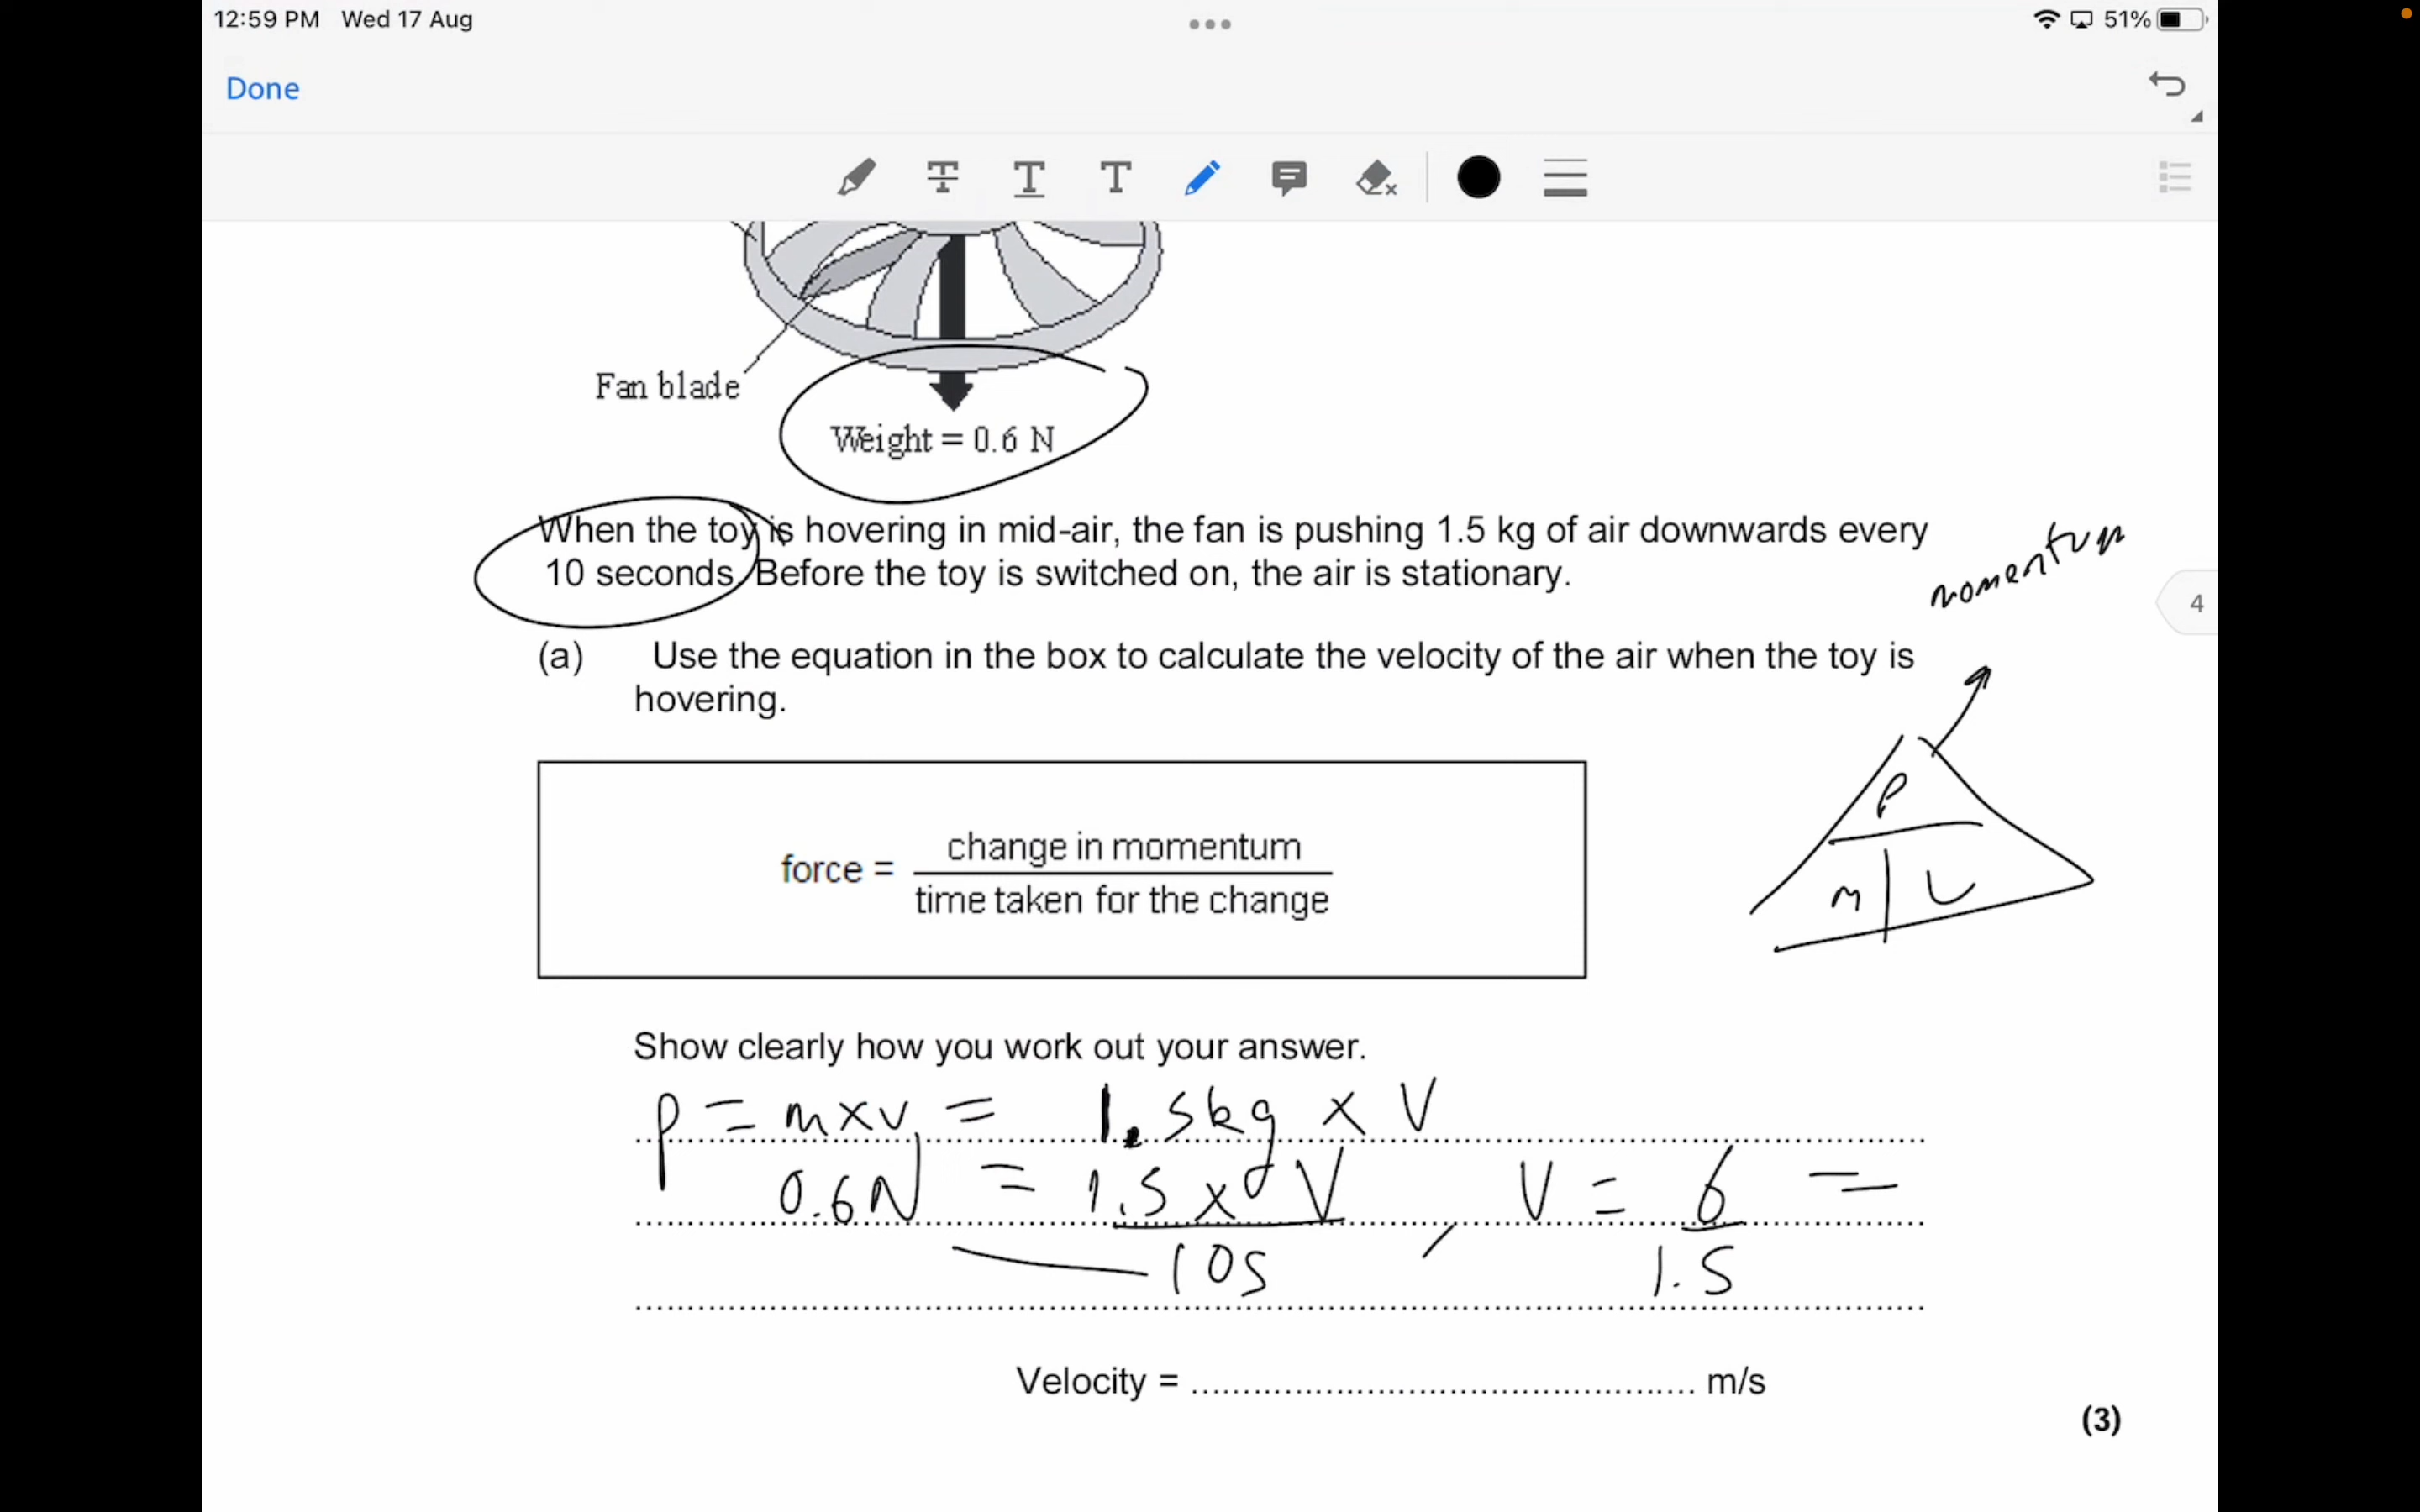 12:59 PM Wed 17 Aug
51%
Done
Fan blade
Weight = 0.6 N
When the toy is hovering in mid-air, the fan is pushing 1.5 kg of air downwards every
10 seconds. Before the toy is switched on, the air is stationary.
momentum
4
(a) Use the equation in the box to calculate the velocity of the air when the toy is
hovering.
P
m | V
force = change in momentum
time taken for the change
Show clearly how you work out your answer.
p = m x v = 1.5kg x V
0.6N = 1.5 x V , V = 6 =
10s 1.5
Velocity = .................................................. m/s
(3)